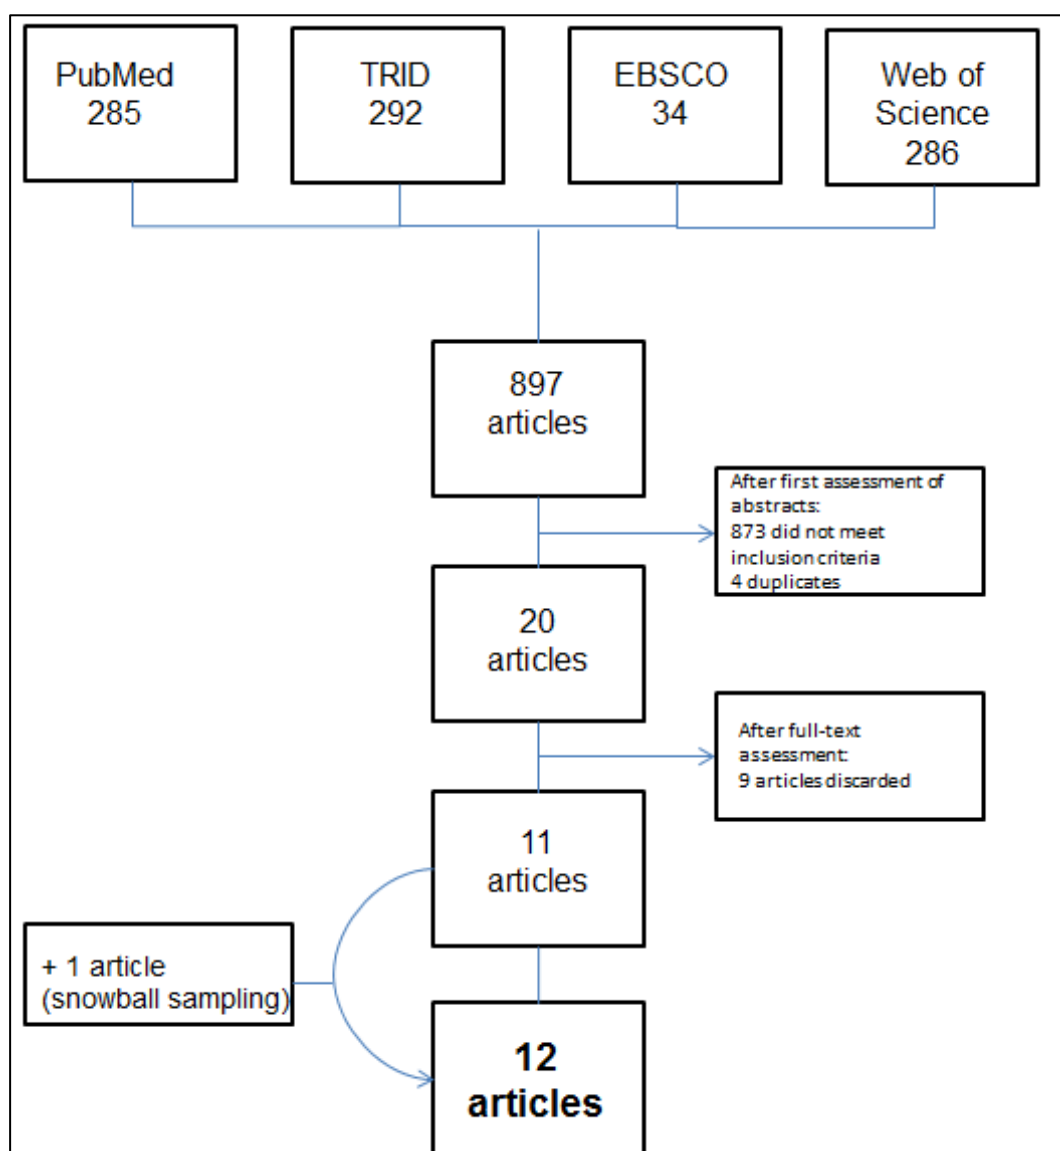 PubMed
285
TRID
292
EBSCO
34
Web of
Science
286
897
articles
After first assessment of
abstracts:
873 did not meet
inclusion criteria
4 duplicates
20
articles
After full-text
assessment:
9 articles discarded
11
articles
+ 1 article
(snowball sampling)
12
articles